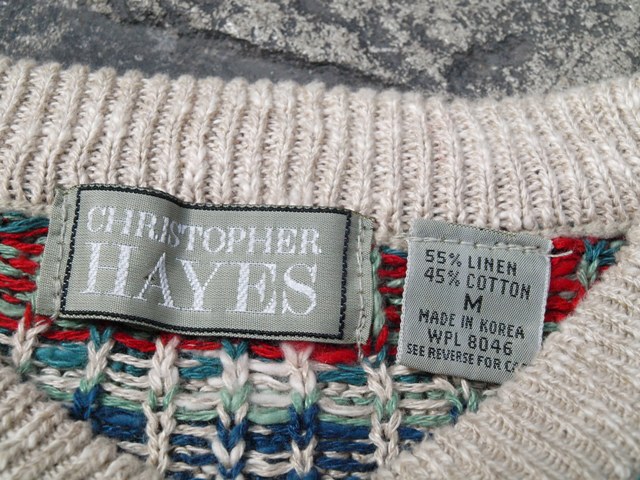 CHRISTOPHER
HAYES
55% LINEN
45% COTTON
M
MADE IN KOREA
WPL 8046
SEE REVERSE FOR